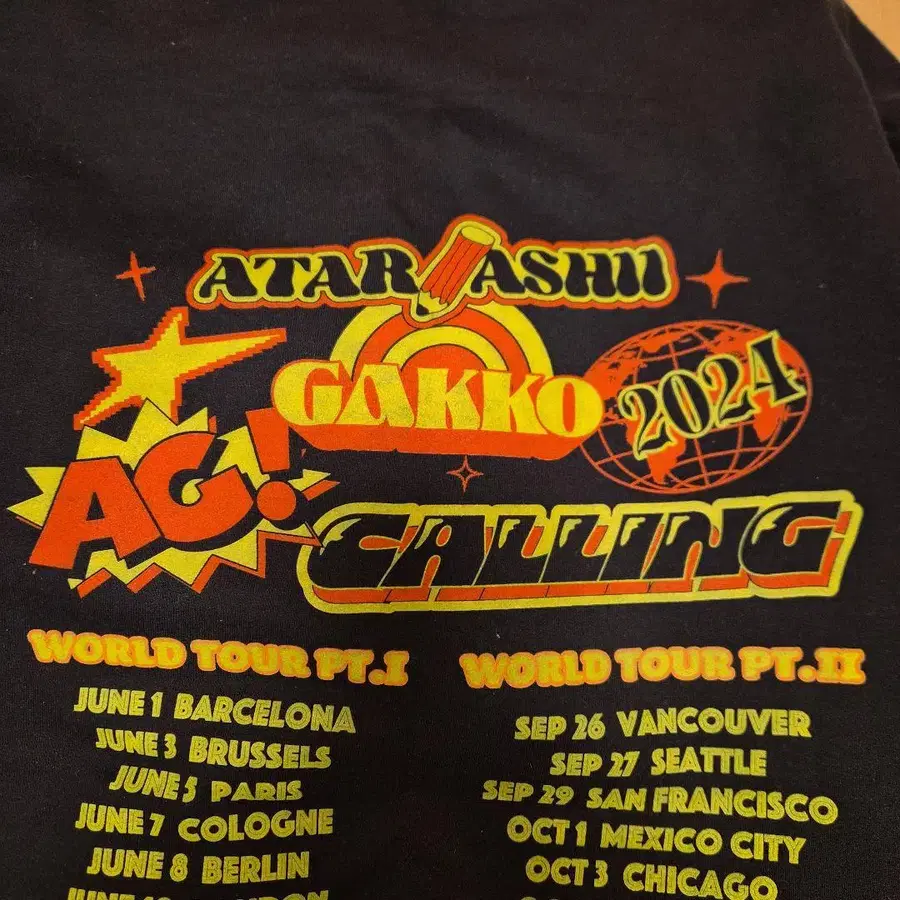 ATARASHII
GAKKO
2024
AG!
CALLING
WORLD TOUR PT.I
JUNE 1 BARCELONA
JUNE 3 BRUSSELS
JUNE 5 PARIS
JUNE 7 COLOGNE
JUNE 8 BERLIN
WORLD TOUR PT.II
SEP 26 VANCOUVER
SEP 27 SEATTLE
SEP 29 SAN FRANCISCO
OCT 1 MEXICO CITY
OCT 3 CHICAGO